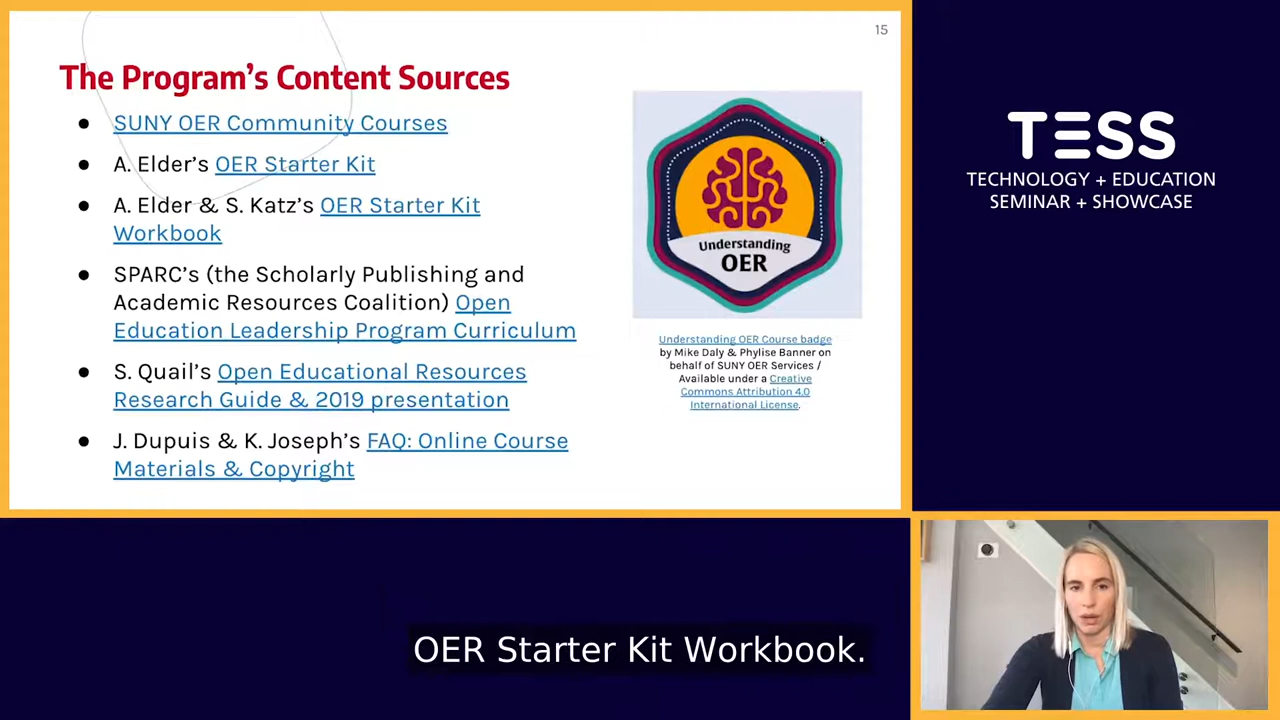 15
The Program's Content Sources
● SUNY OER Community Courses
● A. Elder's OER Starter Kit
● A. Elder & S. Katz's OER Starter Kit
Workbook
● SPARC's (the Scholarly Publishing and
Academic Resources Coalition) Open
Education Leadership Program Curriculum
● S. Quail's Open Educational Resources
Research Guide & 2019 presentation
● J. Dupuis & K. Joseph's FAQ: Online Course
Materials & Copyright
Understanding
OER
Understanding OER Course badge
by Mike Daly & Phylise Banner on
behalf of SUNY OER Services /
Available under a Creative
Commons Attribution 4.0
International License.
TESS
TECHNOLOGY + EDUCATION
SEMINAR + SHOWCASE
OER Starter Kit Workbook.